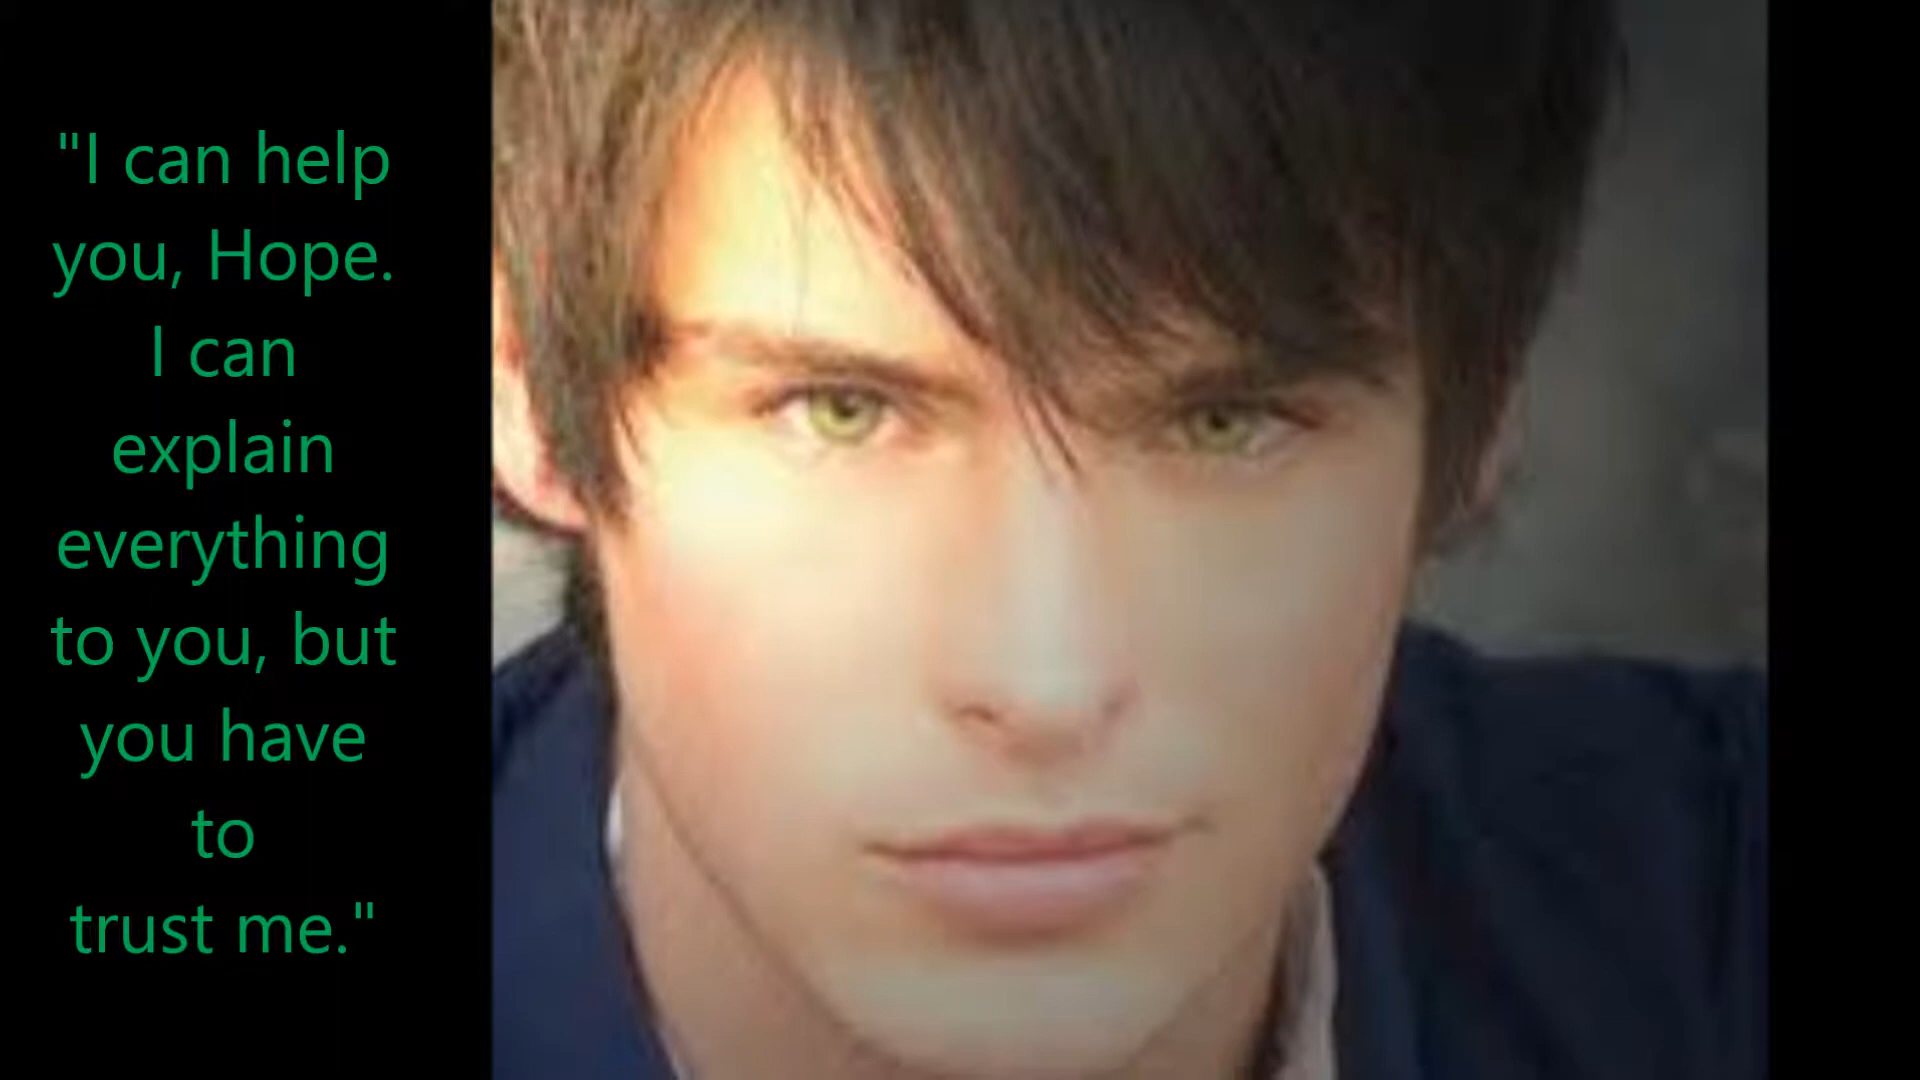 "I can help
you, Hope.
I can
explain
everything
to you, but
you have
to
trust me."